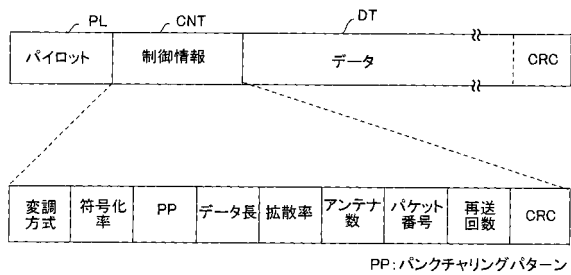 PL
CNT
DT
パイロット
制御情報
データ
CRC
変調
方式
符号化
率
PP
データ長
拡散率
アンテナ
数
パケット
番号
再送
回数
CRC
PP:パンクチャリングパターン